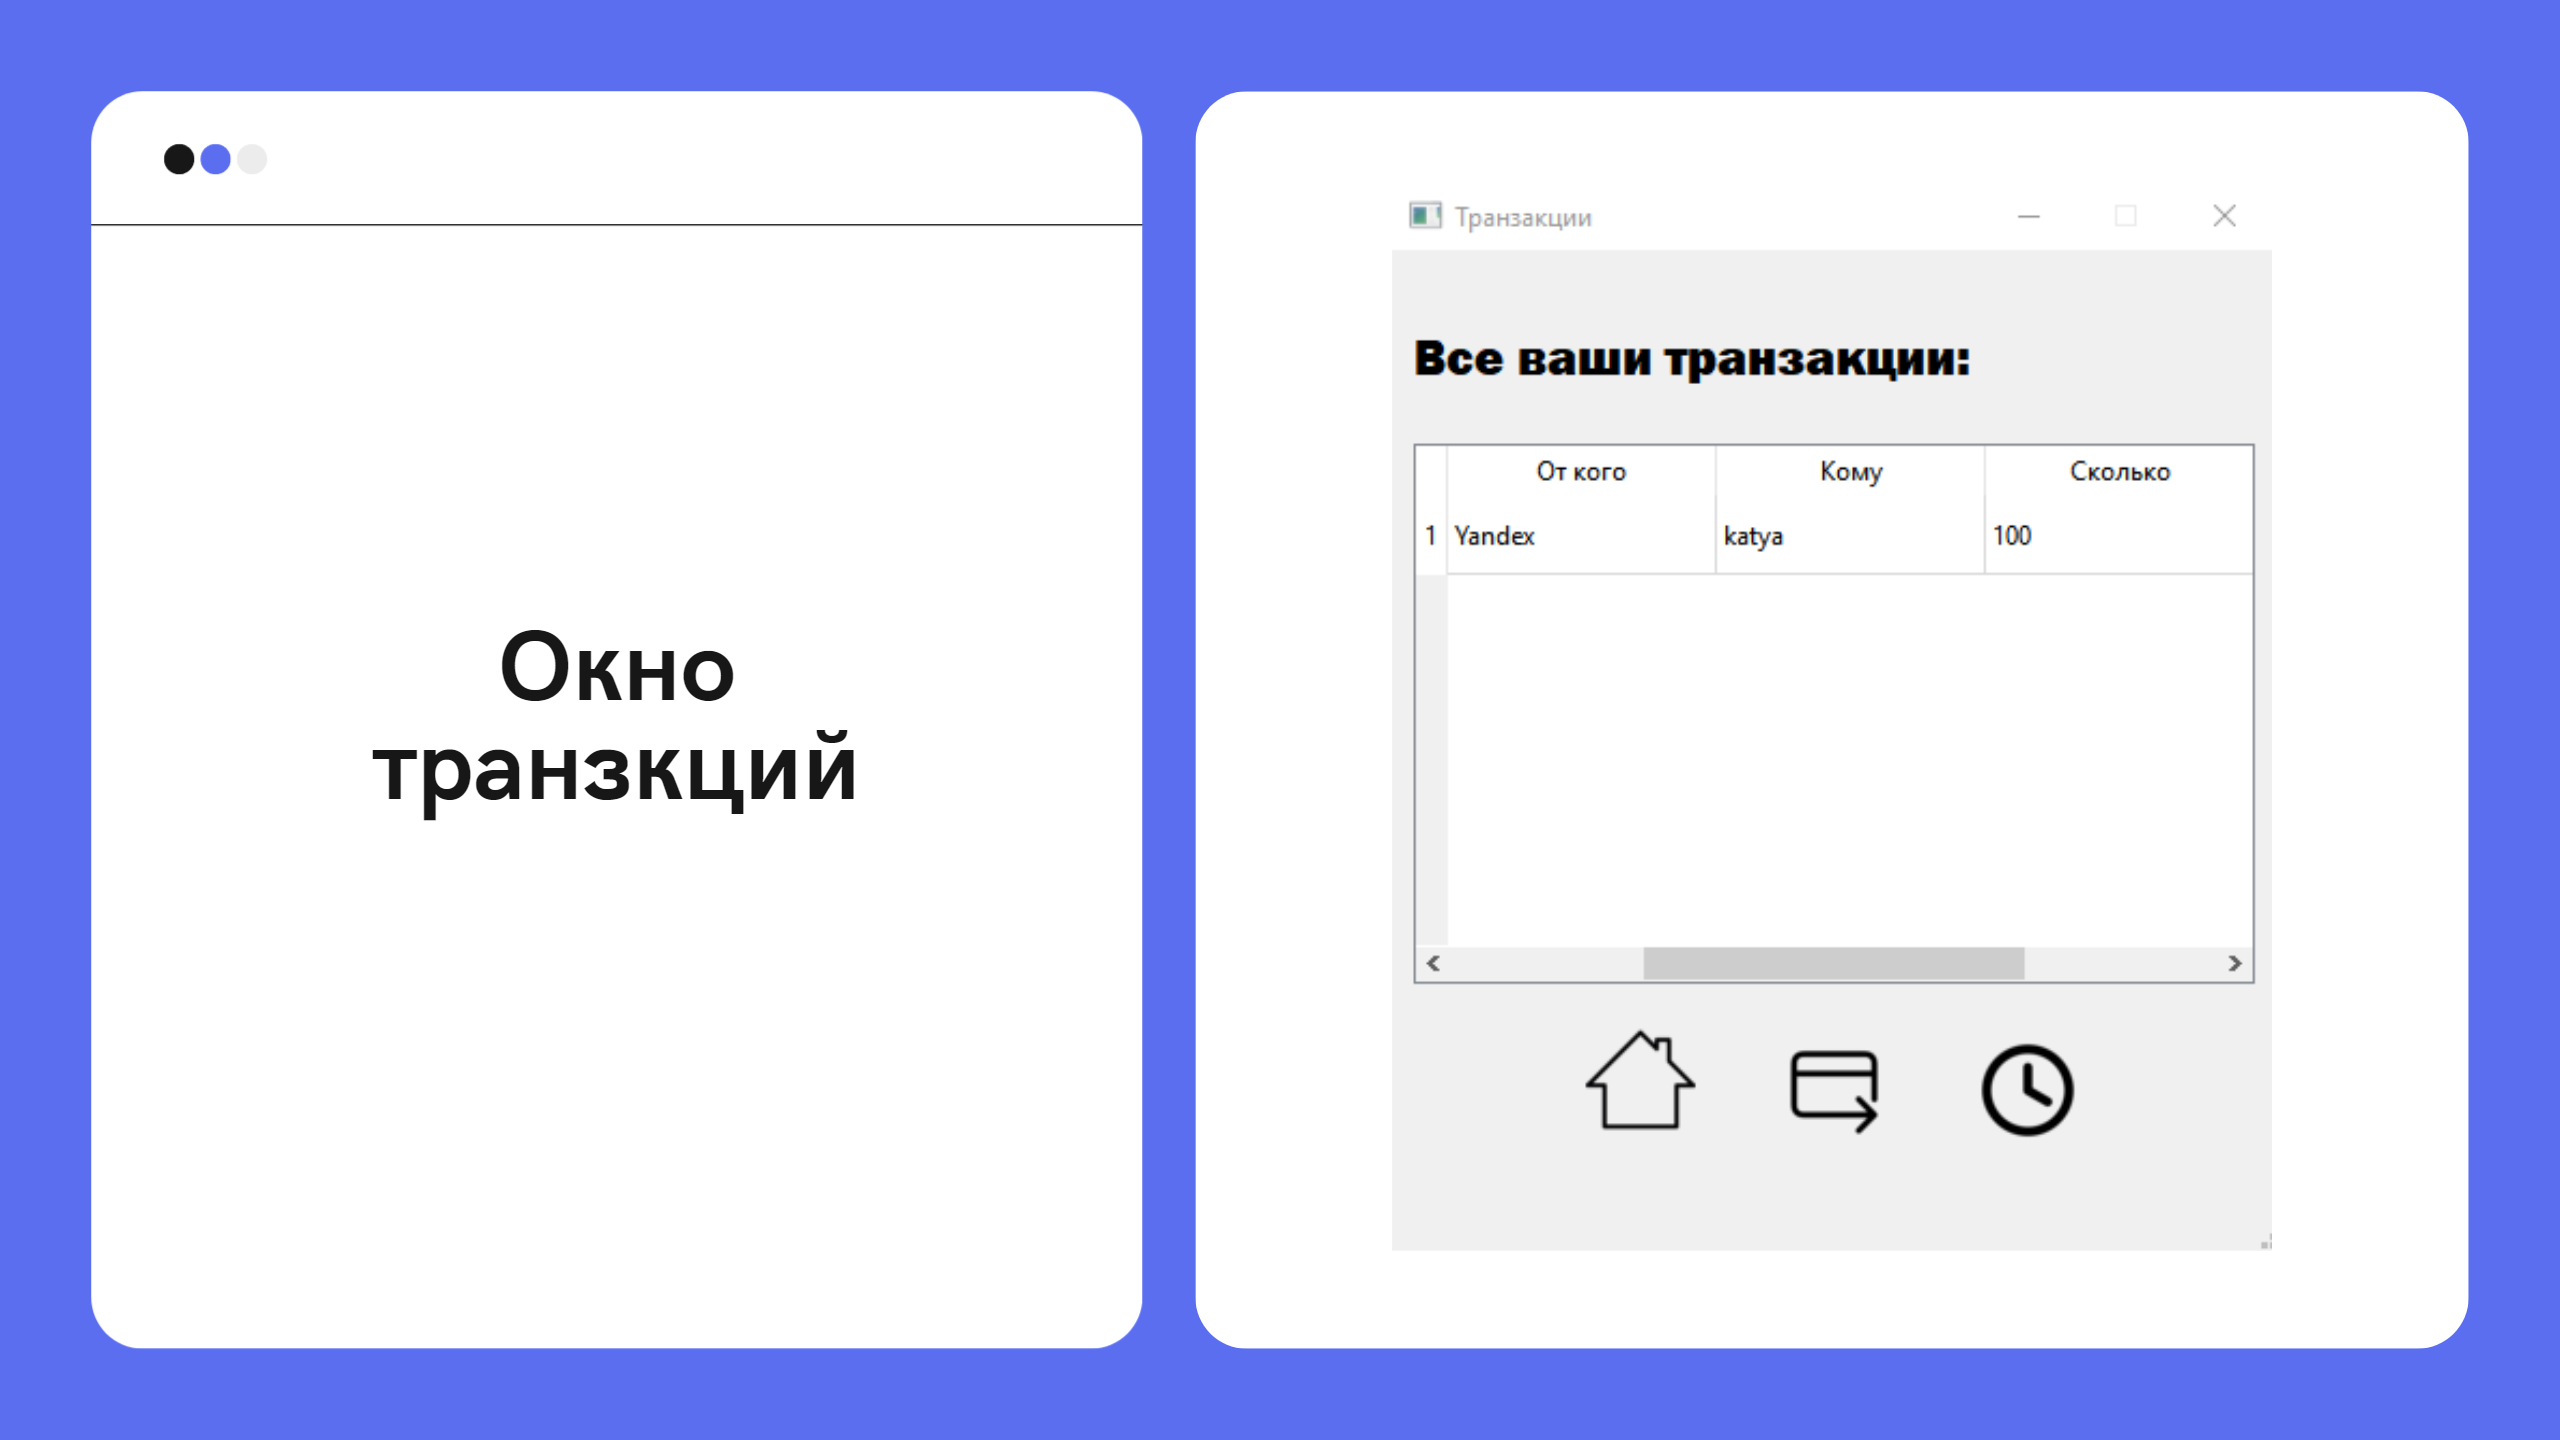 Окно
транзкций
Транзакции
Все ваши транзакции:
От кого Кому Сколько
1 Yandex katya 100